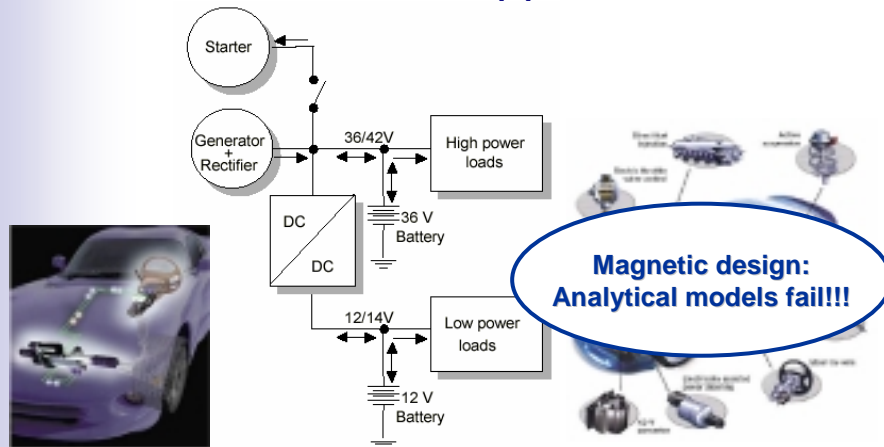 Starter
Generator
+
Rectifier
36/42V
High power
loads
DC
DC
36 V
Battery
Magnetic design:
Analytical models fail!!!
12/14V
Low power
loads
12 V
Battery